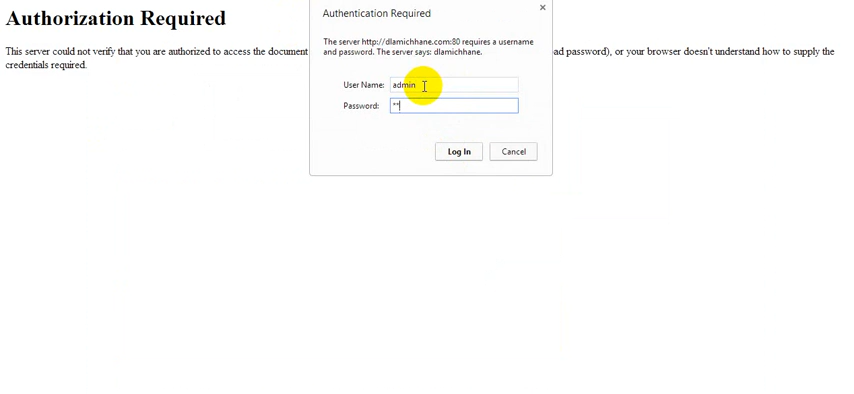 Authorization Required
This server could not verify that you are authorized to access the document
ad password), or your browser doesn't understand how to supply the
credentials required.
Authentication Required
×
The server http://dlamichhane.com:80 requires a username
and password. The server says: dlamichhane.
User Name: admin
Password: **
Log In Cancel